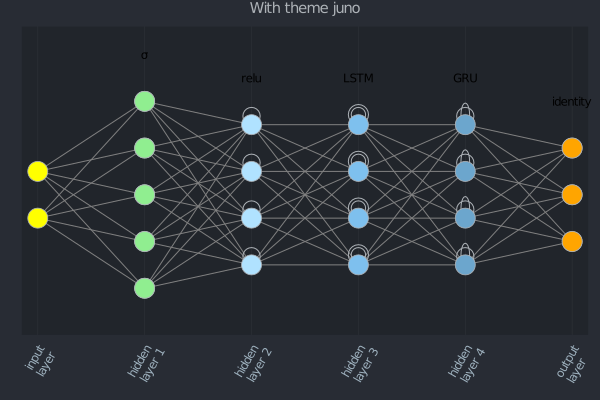 With theme juno
σ
relu
LSTM
GRU
identity
input
layer
hidden
layer 1
hidden
layer 2
hidden
layer 3
hidden
layer 4
output
layer